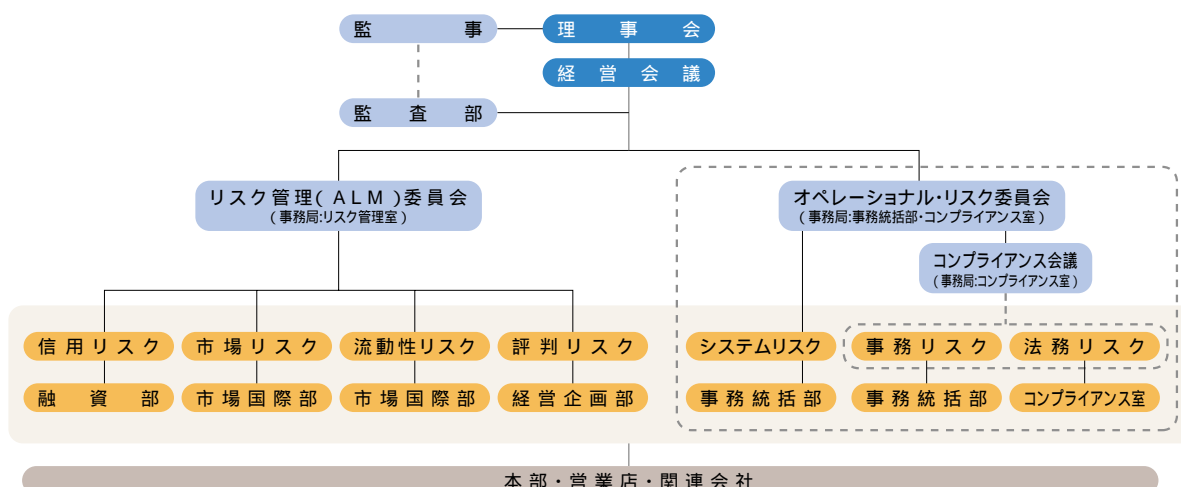 監事
理事会
経営会議
監査部
リスク管理(ALM)委員会
(事務局:リスク管理室)
オペレーショナル・リスク委員会
(事務局:事務統括部・コンプライアンス室)
コンプライアンス会議
(事務局:コンプライアンス室)
信用リスク
市場リスク
流動性リスク
評判リスク
システムリスク
事務リスク
法務リスク
融資部
市場国際部
市場国際部
経営企画部
事務統括部
事務統括部
コンプライアンス室
本部・営業店・関連会社